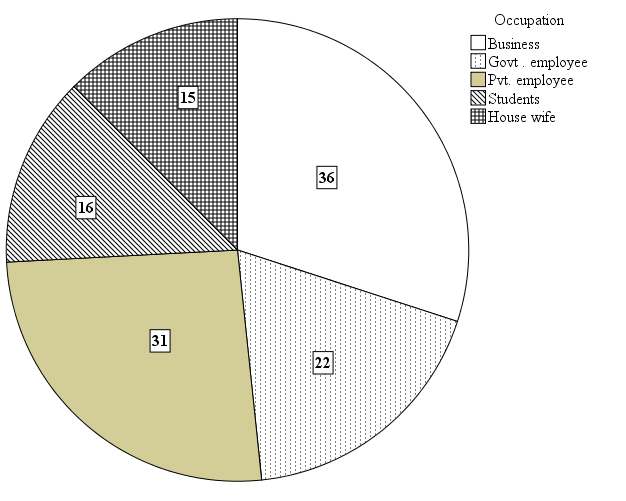 Occupation
Business
Govt . employee
Pvt. employee
Students
House wife
15
36
16
31
22